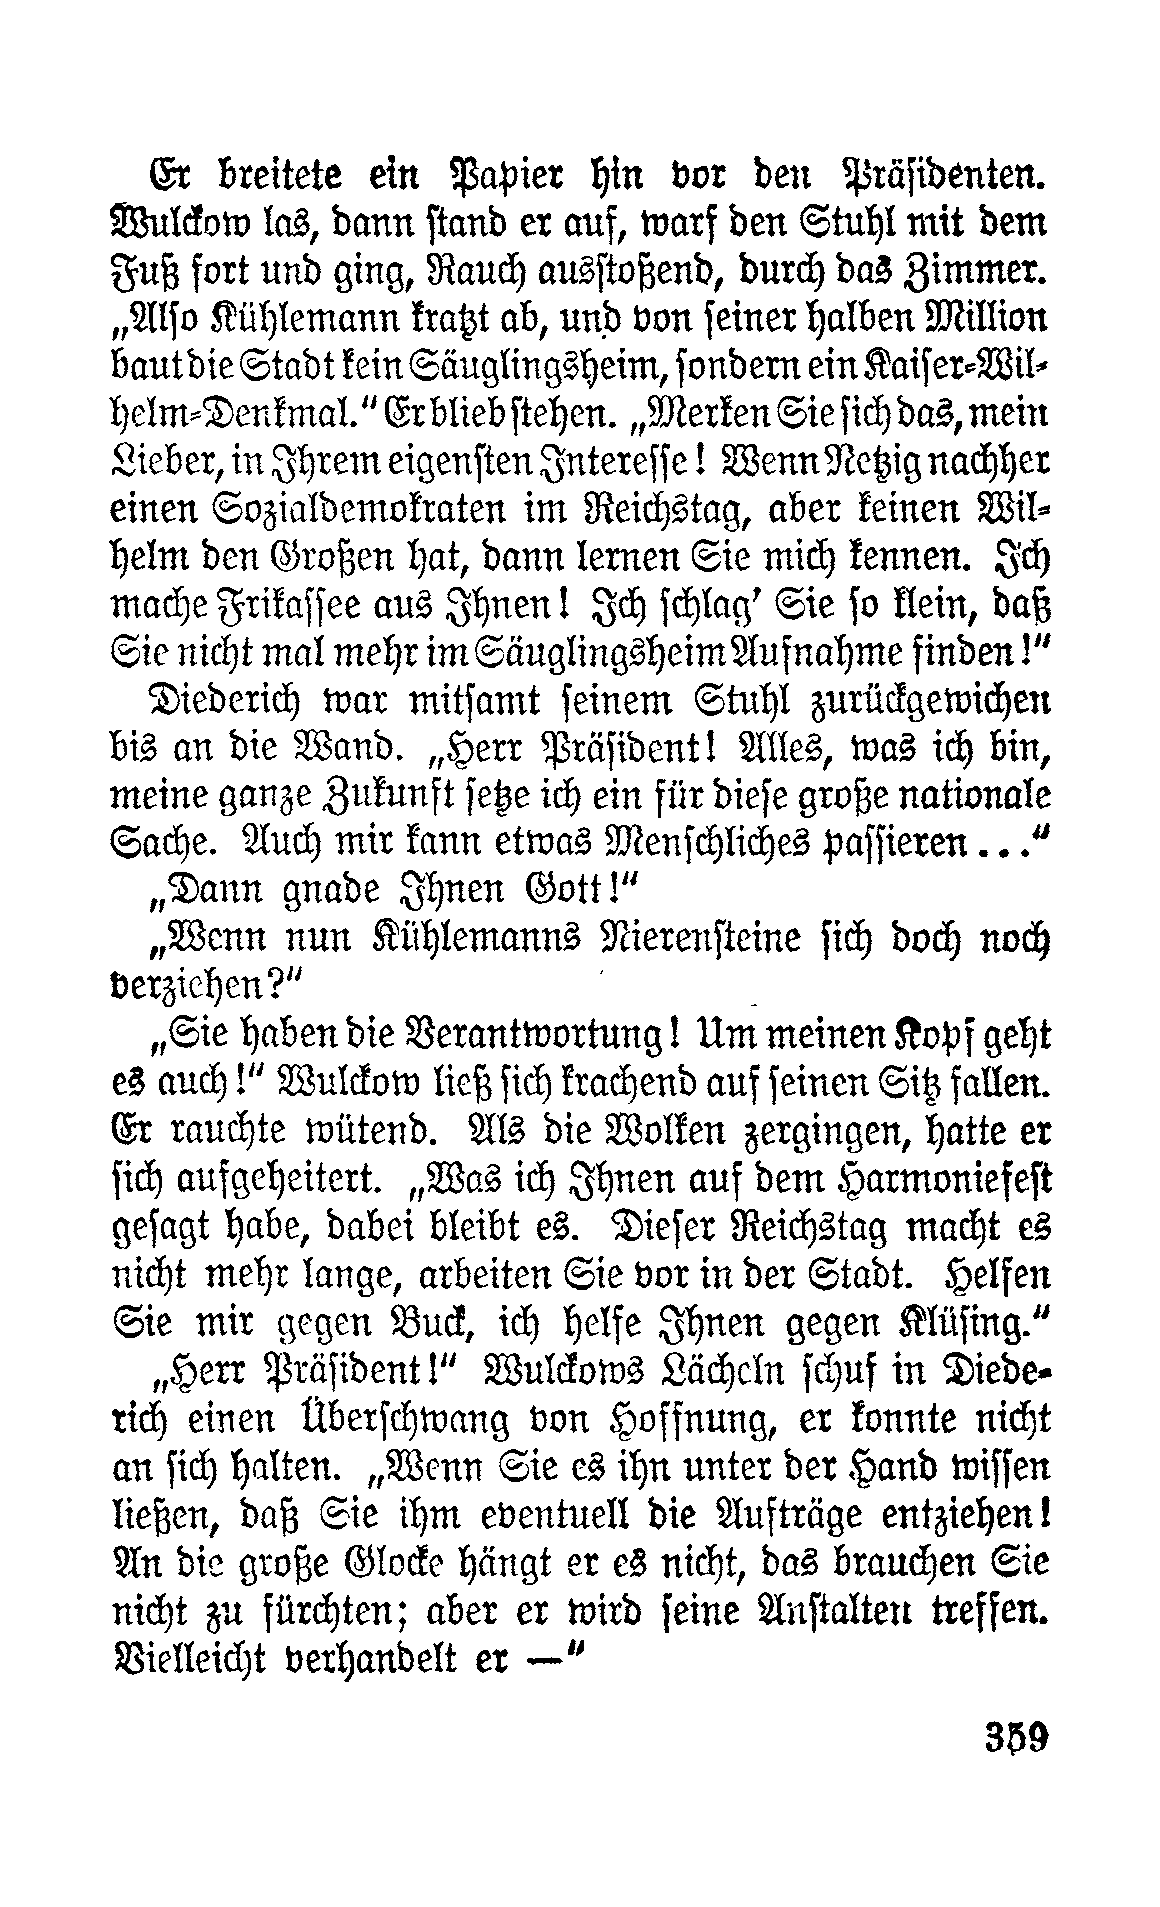 Er breitete ein Papier hin vor den Präsidenten.
Wulckow las, dann stand er auf, warf den Stuhl mit dem
Fuß fort und ging, Rauch ausstoßend, durch das Zimmer.
„Also Kühlemann kratzt ab, und von seiner halben Million
baut die Stadt kein Säuglingsheim, sondern ein Kaiser-Wil-
helm-Denkmal.“ Er blieb stehen. „Merken Sie sich das, mein
Lieber, in Ihrem eigensten Interesse! Wenn Netzig nachher
einen Sozialdemokraten im Reichstag, aber keinen Wil-
helm den Großen hat, dann lernen Sie mich kennen. Ich
mache Frikassee aus Ihnen! Ich schlag’ Sie so klein, daß
Sie nicht mal mehr im Säuglingsheim Aufnahme finden!“
Diederich war mitsamt seinem Stuhl zurückgewichen
bis an die Wand. „Herr Präsident! Alles, was ich bin,
meine ganze Zukunft setze ich ein für diese große nationale
Sache. Auch mir kann etwas Menschliches passieren ...“
„Dann gnade Ihnen Gott!“
„Wenn nun Kühlemanns Nierensteine sich doch noch
verziehen?“
„Sie haben die Verantwortung! Um meinen Kopf geht
es auch!“ Wulckow ließ sich krachend auf seinen Sitz fallen.
Er rauchte wütend. Als die Wolken zergingen, hatte er
sich aufgeheitert. „Was ich Ihnen auf dem Harmoniefest
gesagt habe, dabei bleibt es. Dieser Reichstag macht es
nicht mehr lange, arbeiten Sie vor in der Stadt. Helfen
Sie mir gegen Buck, ich helfe Ihnen gegen Klüsing.“
„Herr Präsident!“ Wulckows Lächeln schuf in Diede-
rich einen Überschwang von Hoffnung, er konnte nicht
an sich halten. „Wenn Sie es ihn unter der Hand wissen
ließen, daß Sie ihm eventuell die Aufträge entziehen!
An die große Glocke hängt er es nicht, das brauchen Sie
nicht zu fürchten; aber er wird seine Anstalten treffen.
Vielleicht verhandelt er —“
359